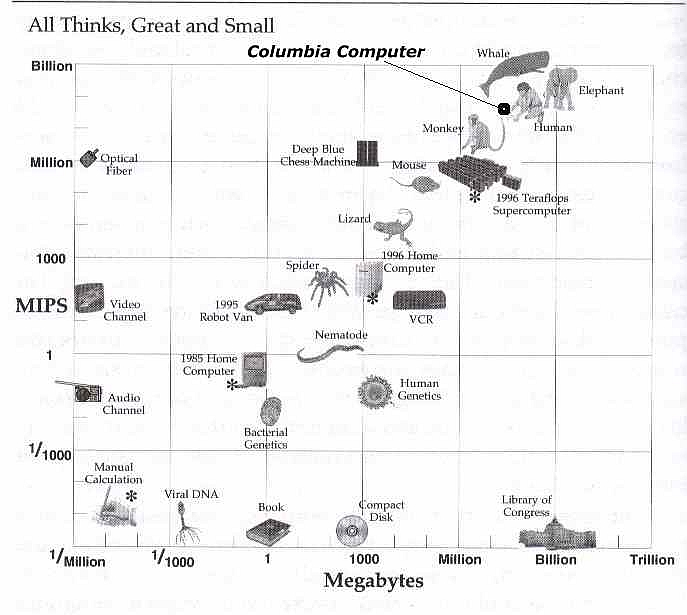 All Thinks, Great and Small
Columbia Computer
Whale
Billion
Elephant
Human
Monkey
Deep Blue
Chess Machine
Million
Optical
Fiber
Mouse
*
1996 Teraflops
Supercomputer
Lizard
1000
1996 Home
Computer
Spider
*
MIPS
Video
Channel
1995
Robot Van
VCR
Nematode
1
1985 Home
Computer
*
Human
Genetics
Audio
Channel
Bacterial
Genetics
1/1000
Manual
Calculation
*
Viral DNA
Book
Compact
Disk
Library of
Congress
1/Million
1/1000
1
1000
Million
Billion
Trillion
Megabytes